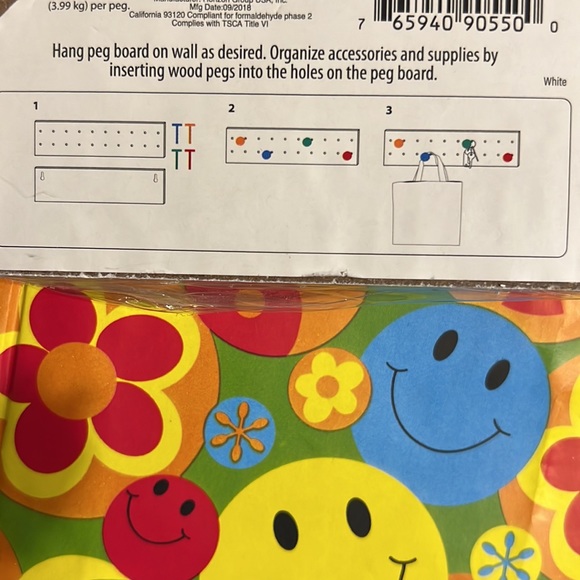 (3.99 kg) per peg.
Mfg Date:09/2018
California 93120 Compliant for formaldehyde phase 2
Complies with TSCA Title VI
7 65940 90550 0
Hang peg board on wall as desired. Organize accessories and supplies by
inserting wood pegs into the holes on the peg board.
White
1 2 3